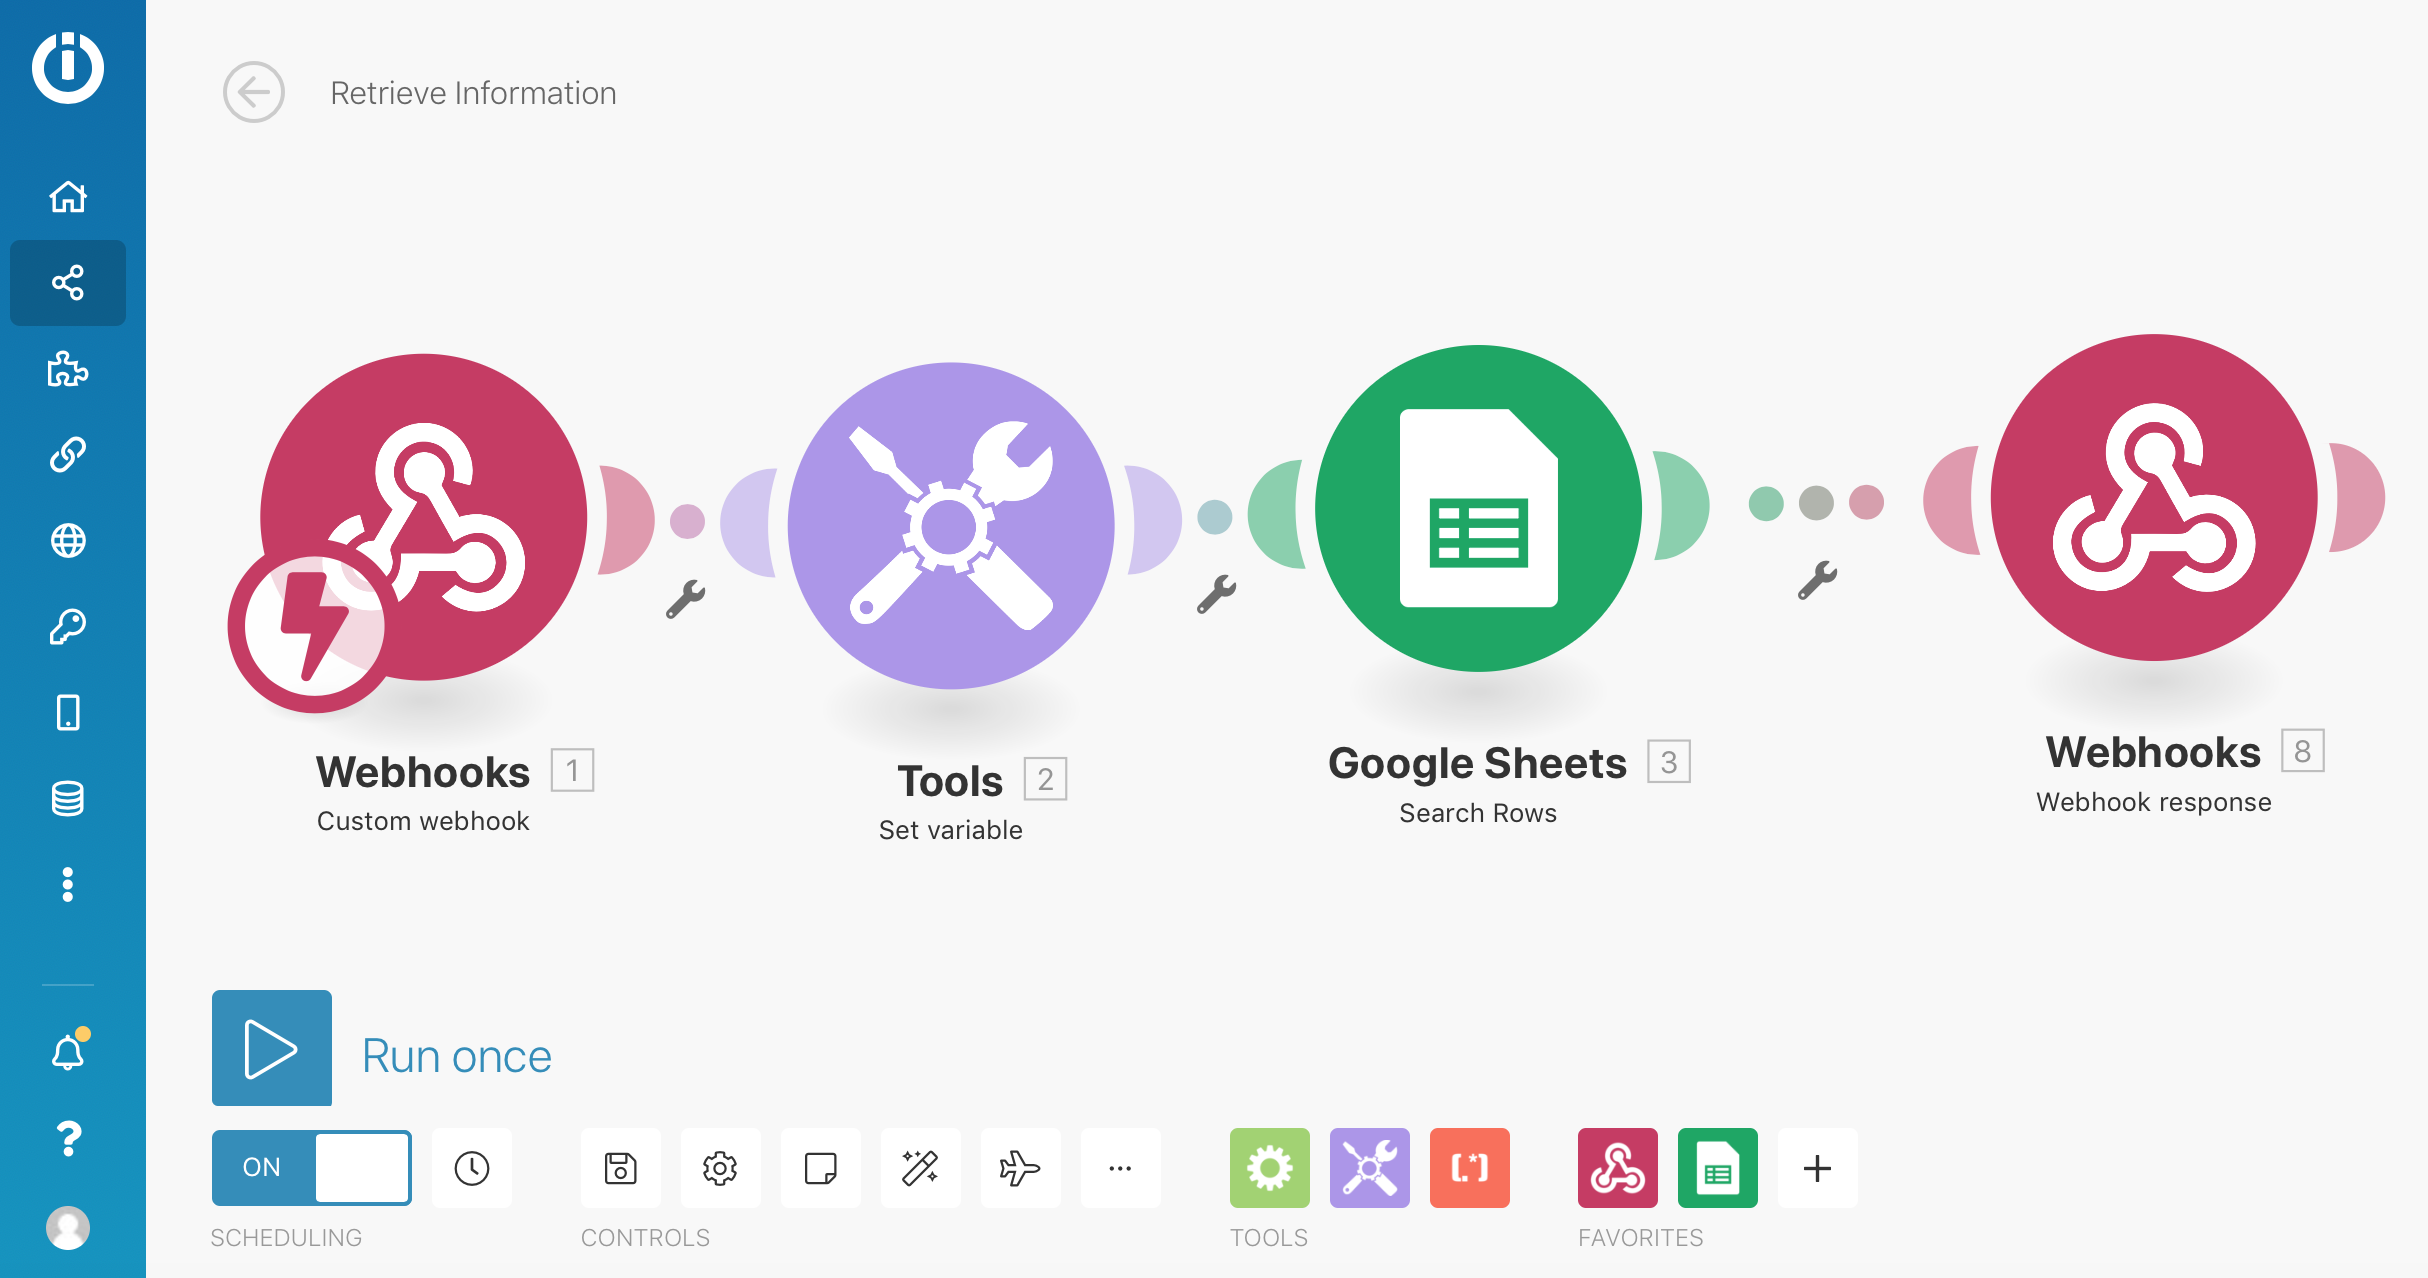 Retrieve Information
Webhooks 1
Custom webhook
Tools 2
Set variable
Google Sheets 3
Search Rows
Webhooks 8
Webhook response
Run once
ON
SCHEDULING
CONTROLS
TOOLS
FAVORITES